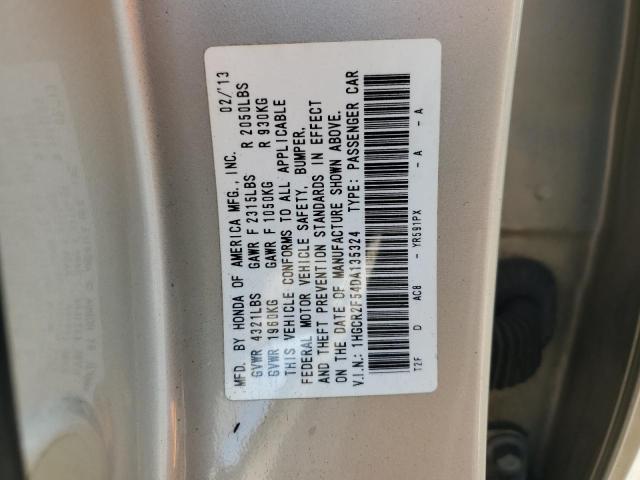 MFD. BY HONDA OF AMERICA MFG., INC. 02/'13
GVWR 4321LBS GAWR F 2315LBS R 2050LBS
GVWR 1960KG GAWR F 1050KG R 930KG
THIS VEHICLE CONFORMS TO ALL APPLICABLE
FEDERAL MOTOR VEHICLE SAFETY, BUMPER,
AND THEFT PREVENTION STANDARDS IN EFFECT
ON THE DATE OF MANUFACTURE SHOWN ABOVE.
V.I.N.: 1HGCR2F54DA135324 TYPE: PASSENGER CAR
T2F D AC8 - YR591PX - A - A